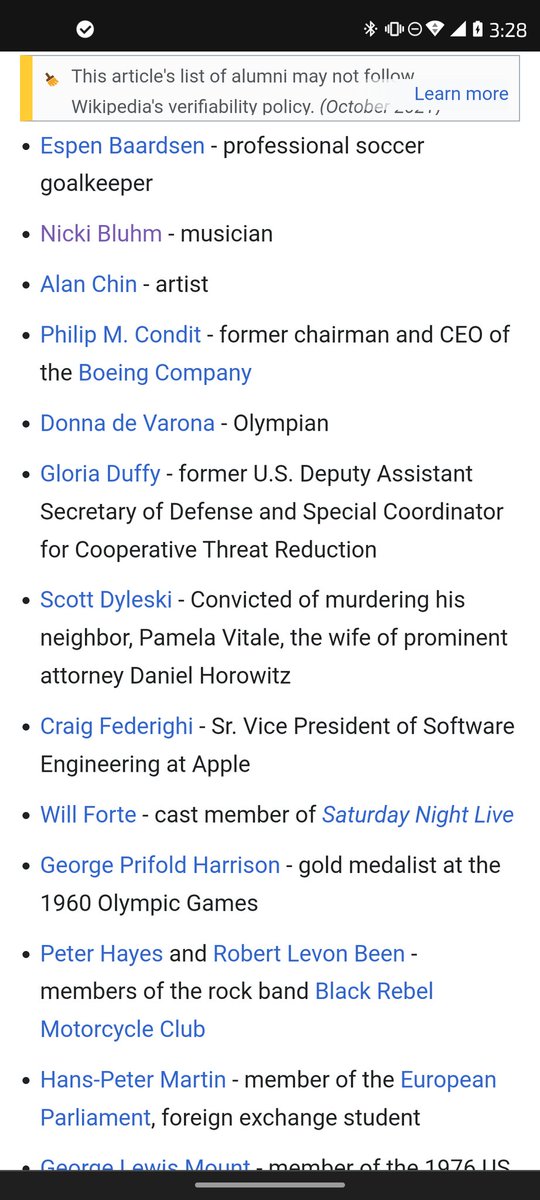 3:28
This article's list of alumni may not follow
Wikipedia's verifiability policy. (October 2021)
Learn more
• Espen Baardsen - professional soccer
goalkeeper
• Nicki Bluhm - musician
• Alan Chin - artist
• Philip M. Condit - former chairman and CEO of
the Boeing Company
• Donna de Varona - Olympian
• Gloria Duffy - former U.S. Deputy Assistant
Secretary of Defense and Special Coordinator
for Cooperative Threat Reduction
• Scott Dyleski - Convicted of murdering his
neighbor, Pamela Vitale, the wife of prominent
attorney Daniel Horowitz
• Craig Federighi - Sr. Vice President of Software
Engineering at Apple
• Will Forte - cast member of Saturday Night Live
• George Prifold Harrison - gold medalist at the
1960 Olympic Games
• Peter Hayes and Robert Levon Been -
members of the rock band Black Rebel
Motorcycle Club
• Hans-Peter Martin - member of the European
Parliament, foreign exchange student
George Lewis Mount - member of the 1976 US